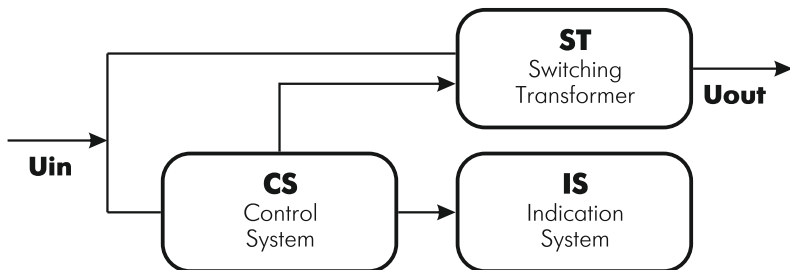 ST
Switching
Transformer
Uout
Uin
CS
Control
System
IS
Indication
System